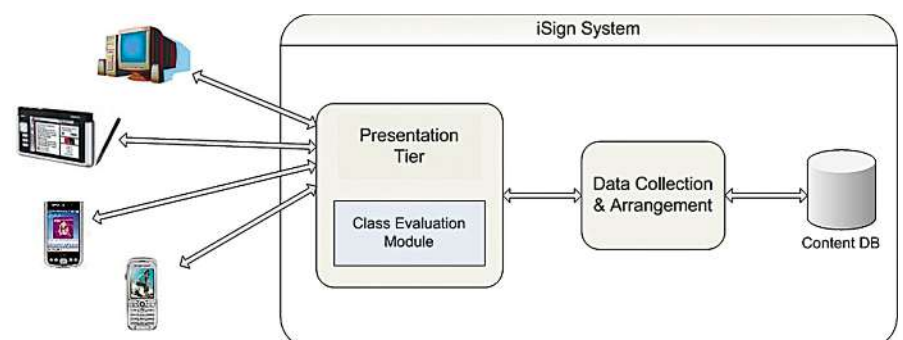 iSign System
Presentation
Tier
Class Evaluation
Module
Data Collection
& Arrangement
Content DB